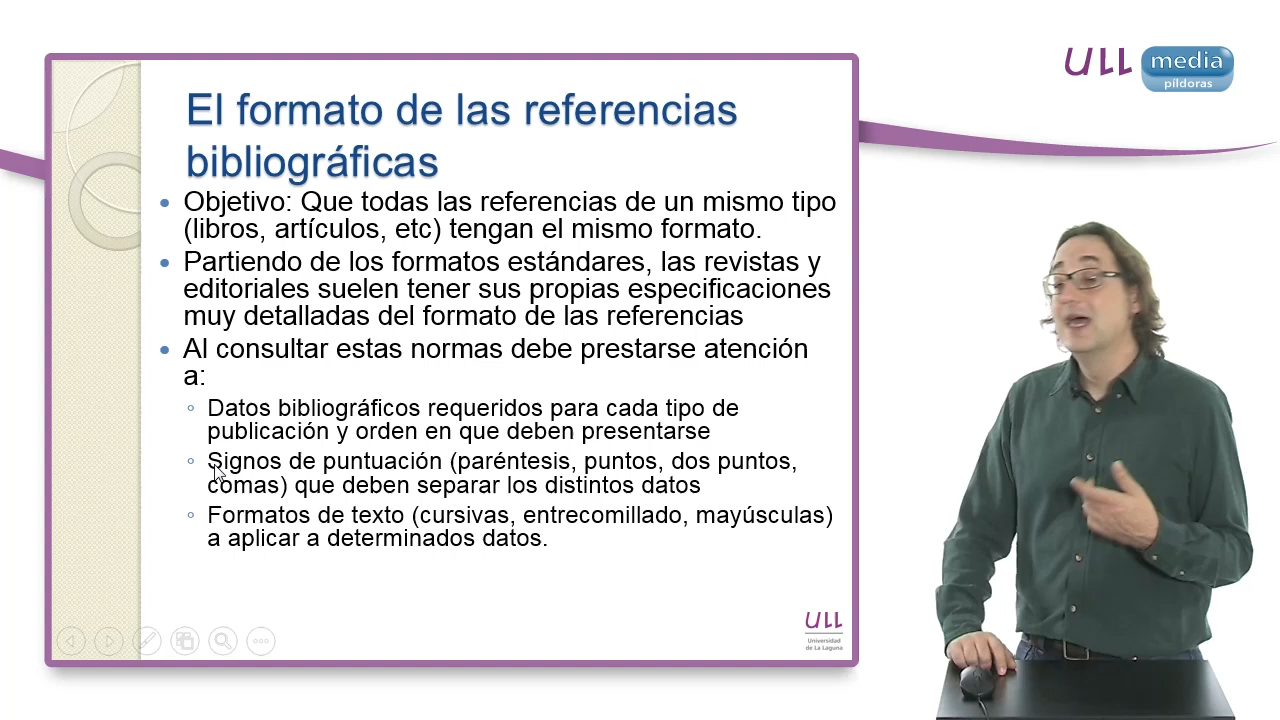 El formato de las referencias
bibliográficas
Objetivo: Que todas las referencias de un mismo tipo
(libros, artículos, etc) tengan el mismo formato.
Partiendo de los formatos estándares, las revistas y
editoriales suelen tener sus propias especificaciones
muy detalladas del formato de las referencias
Al consultar estas normas debe prestarse atención
a:
Datos bibliográficos requeridos para cada tipo de
publicación y orden en que deben presentarse
Signos de puntuación (paréntesis, puntos, dos puntos,
comas) que deben separar los distintos datos
Formatos de texto (cursivas, entrecomillado, mayúsculas)
a aplicar a determinados datos.
ULL
Universidad
de La Laguna
ULL media
píldoras